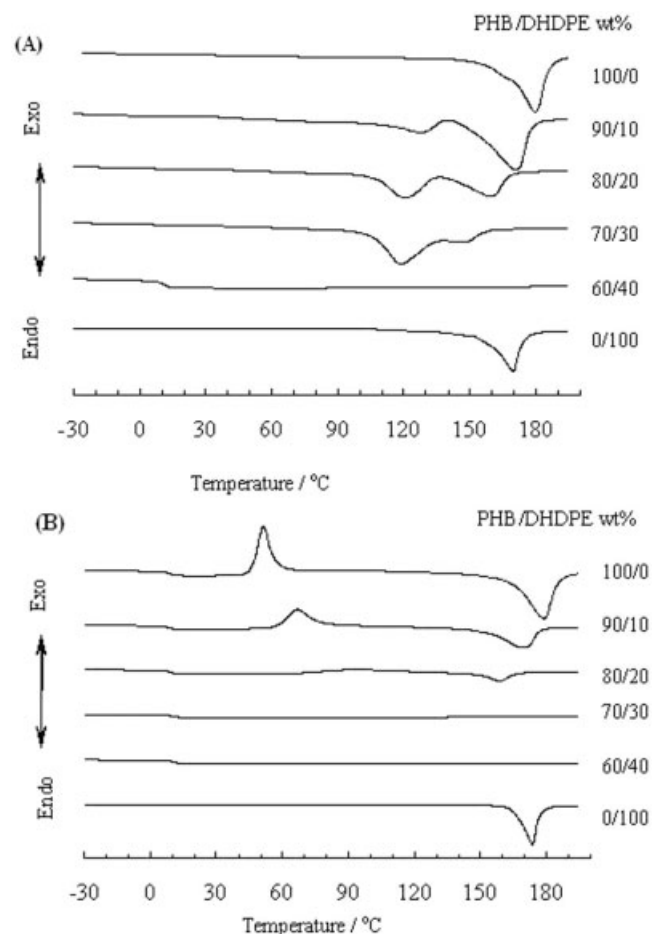 PHB/DHDPE wt%
(A)
100/0
Exo
90/10
80/20
70/30
60/40
Endo
0/100
-30 0 30 60 90 120 150 180
Temperature / °C
(B)
PHB/DHDPE wt%
100/0
Exo
90/10
80/20
70/30
60/40
Endo
0/100
-30 0 30 60 90 120 150 180
Temperature / °C